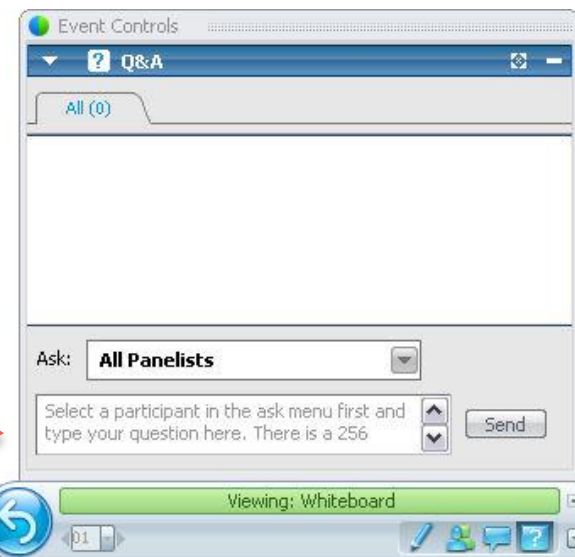 Event Controls
? Q&A
All (0)
Ask: All Panelists
Select a participant in the ask menu first and
type your question here. There is a 256
Send
Viewing: Whiteboard
01
?